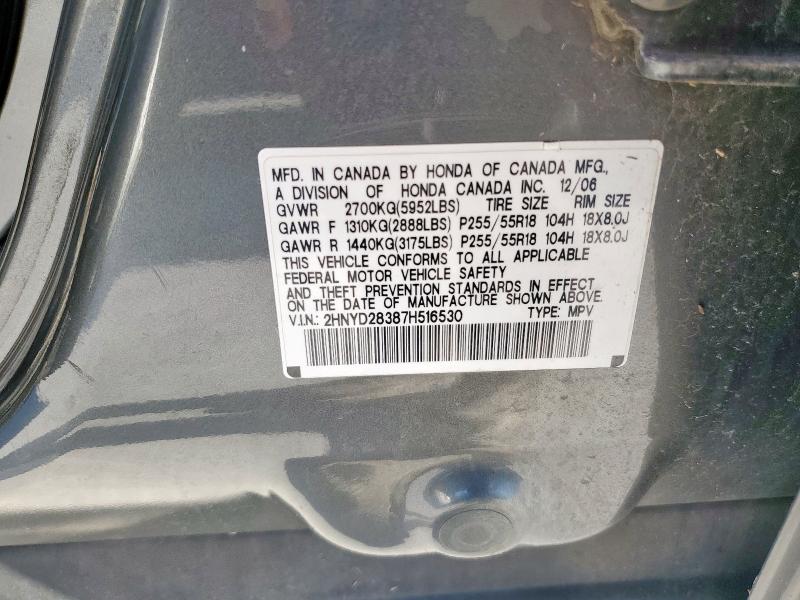 MFD. IN CANADA BY HONDA OF CANADA MFG.,
A DIVISION OF HONDA CANADA INC. 12/06
GVWR 2700KG(5952LBS) TIRE SIZE RIM SIZE
GAWR F 1310KG(2888LBS) P255/55R18 104H 18X8.0J
GAWR R 1440KG(3175LBS) P255/55R18 104H 18X8.0J
THIS VEHICLE CONFORMS TO ALL APPLICABLE
FEDERAL MOTOR VEHICLE SAFETY
AND THEFT PREVENTION STANDARDS IN EFFECT
ON THE DATE OF MANUFACTURE SHOWN ABOVE.
V.I.N.: 2HNYD28387H516530 TYPE: MPV